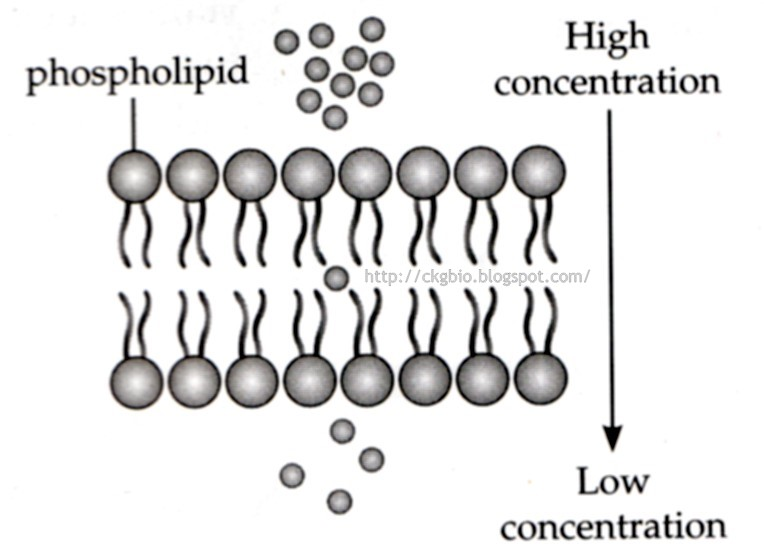 phospholipid
High
concentration
http://ckgbio.blogspot.com/
Low
concentration